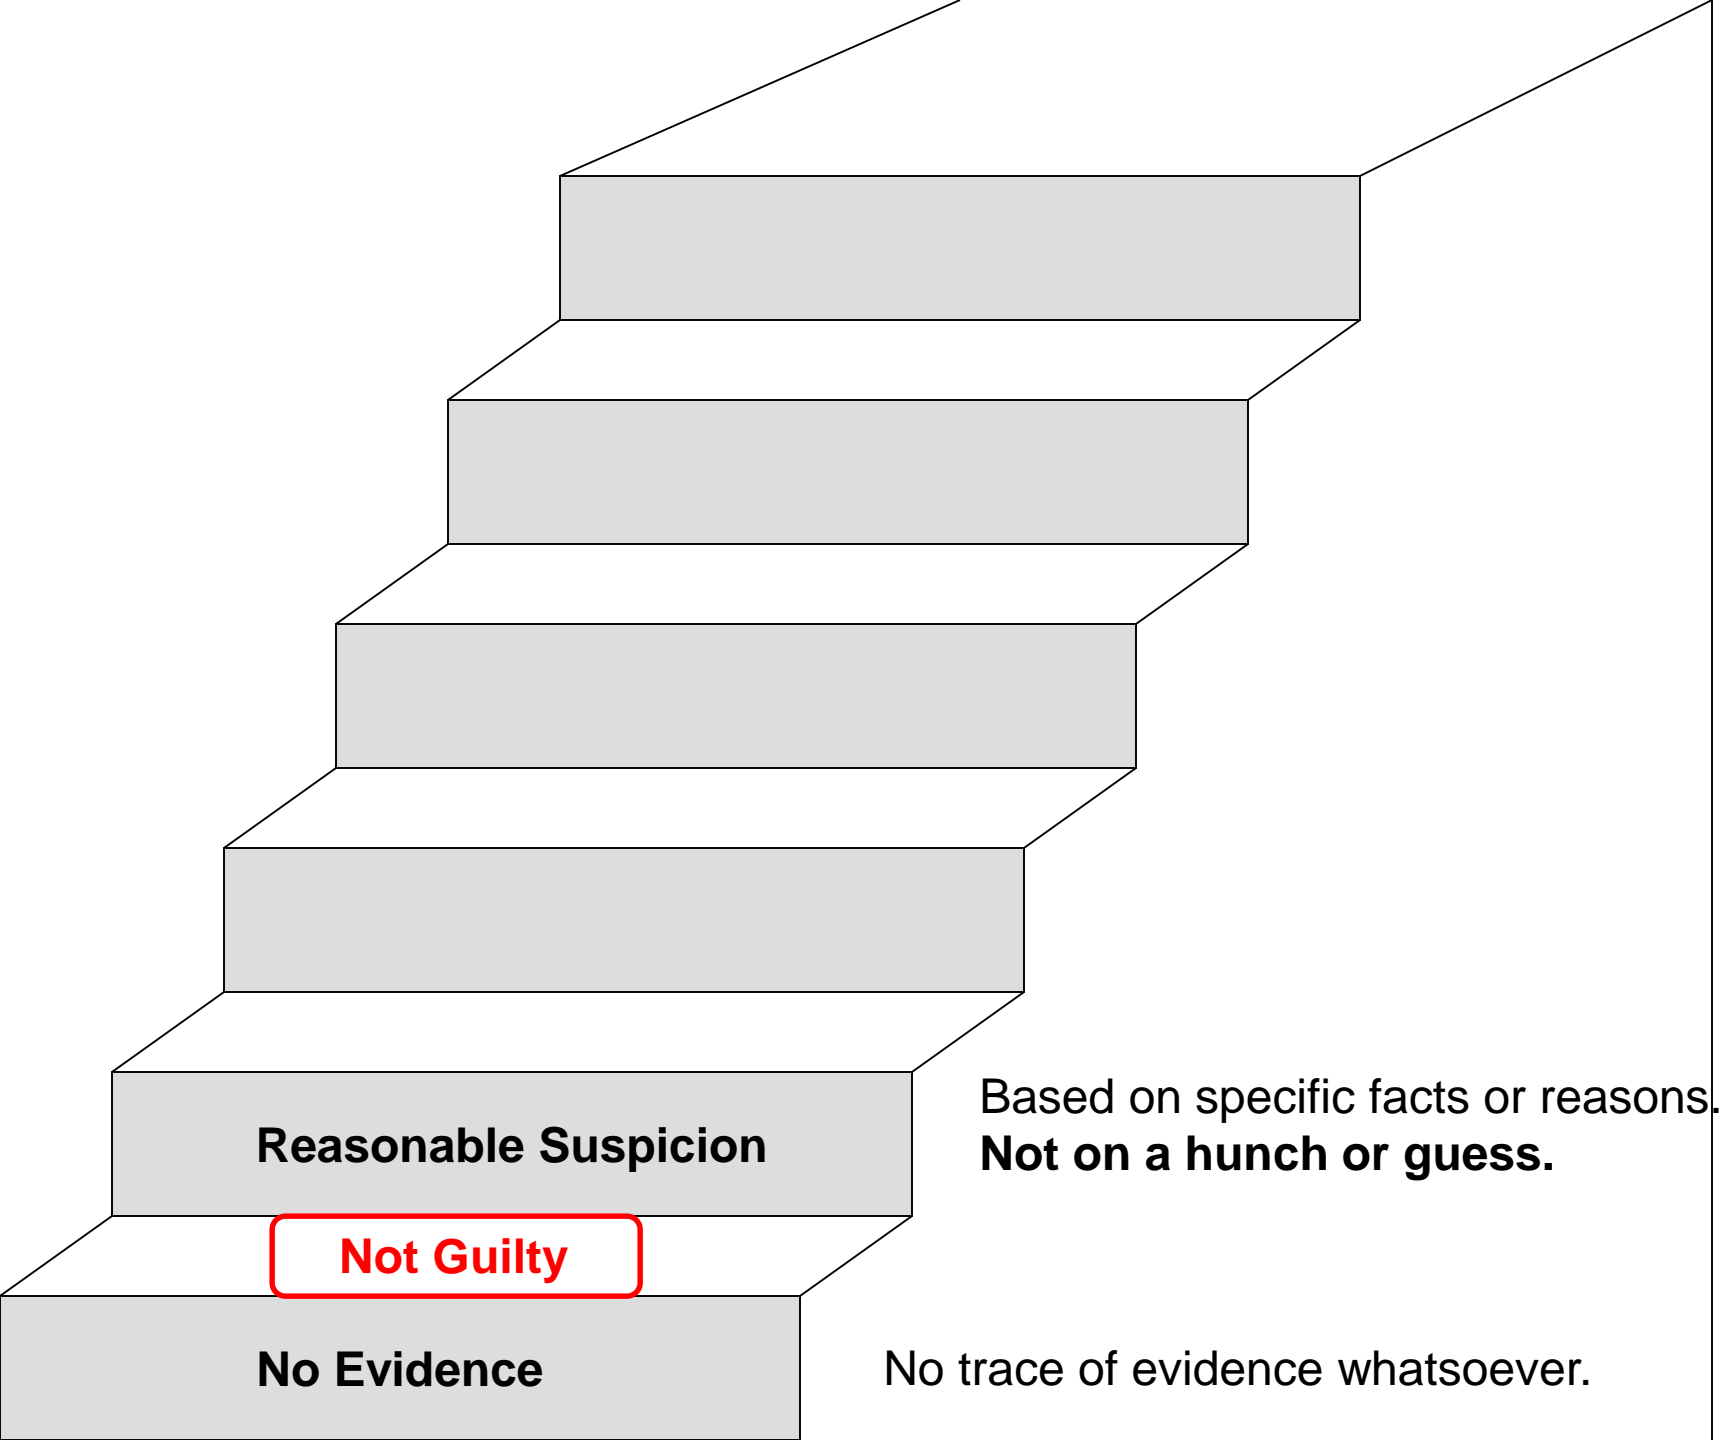 Based on specific facts or reasons.
Reasonable Suspicion
Not on a hunch or guess.
Not Guilty
No Evidence
No trace of evidence whatsoever.